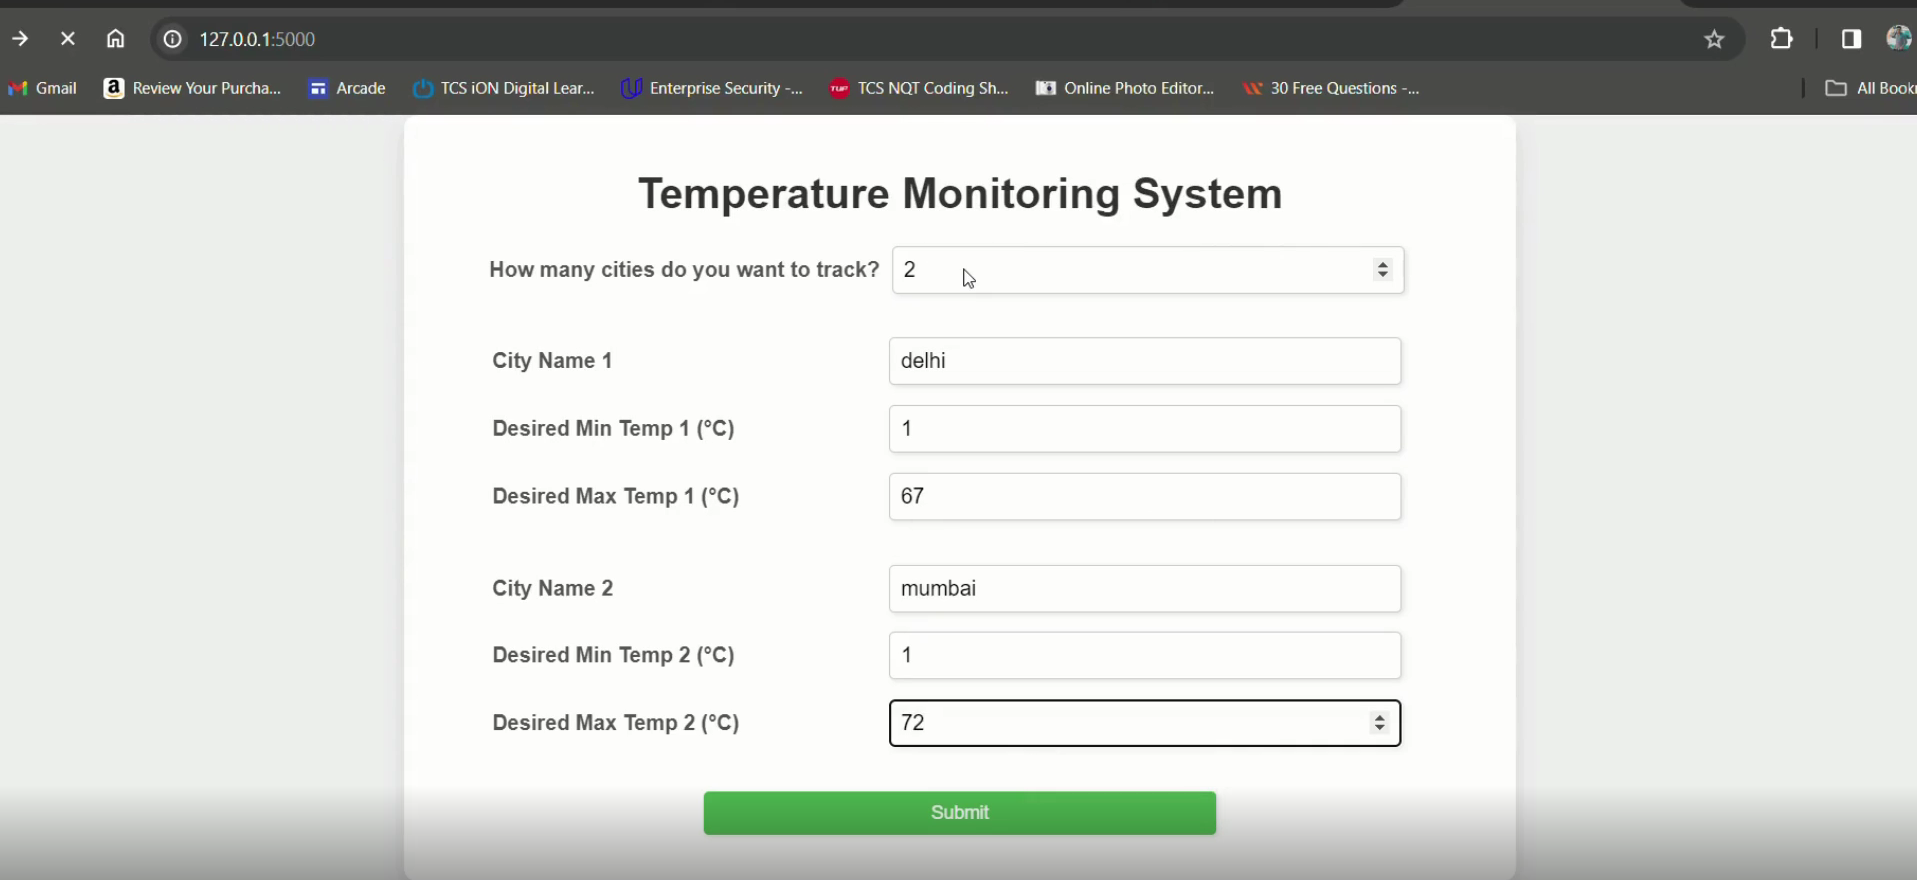 127.0.0.1:5000
Gmail
Review Your Purcha...
Arcade
TCS iON Digital Lear...
Enterprise Security -...
TUP
TCS NQT Coding Sh...
Online Photo Editor...
30 Free Questions -...
All Book
Temperature Monitoring System
How many cities do you want to track? 2
City Name 1 delhi
Desired Min Temp 1 (°C) 1
Desired Max Temp 1 (°C) 67
City Name 2 mumbai
Desired Min Temp 2 (°C) 1
Desired Max Temp 2 (°C) 72
Submit